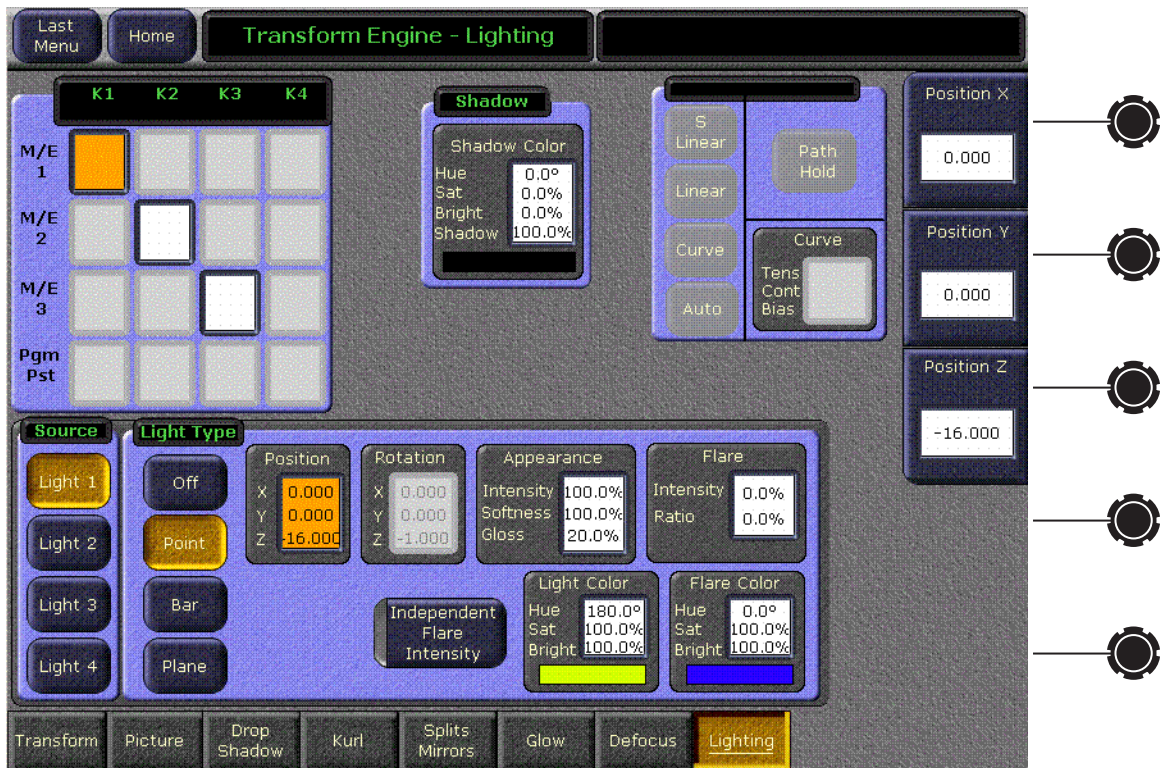 Last
Menu
Home
Transform Engine - Lighting
K1 K2 K3 K4
M/E
1
M/E
2
M/E
3
Pgm
Pst
Shadow
Shadow Color
Hue 0.0°
Sat 0.0%
Bright 0.0%
Shadow 100.0%
S
Linear
Linear
Curve
Auto
Path
Hold
Curve
Tens
Cont
Bias
Position X
0.000
Position Y
0.000
Position Z
-16.000
Source
Light 1
Light 2
Light 3
Light 4
Light Type
Off
Point
Bar
Plane
Position
X 0.000
Y 0.000
Z -16.000
Rotation
X 0.000
Y 0.000
Z -1.000
Appearance
Intensity 100.0%
Softness 100.0%
Gloss 20.0%
Flare
Intensity 0.0%
Ratio 0.0%
Independent
Flare
Intensity
Light Color
Hue 180.0°
Sat 100.0%
Bright 100.0%
Flare Color
Hue 0.0°
Sat 100.0%
Bright 100.0%
Transform
Picture
Drop
Shadow
Kurl
Splits
Mirrors
Glow
Defocus
Lighting